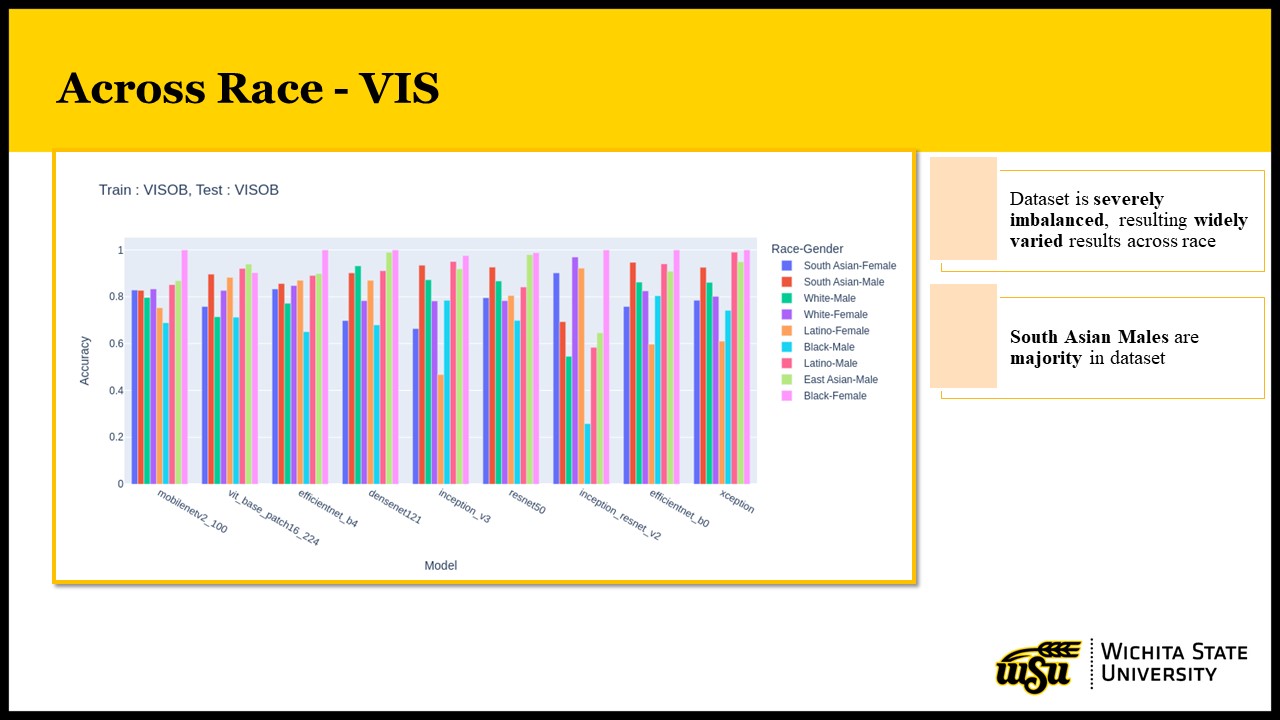 Across Race - VIS
Train : VISOB, Test : VISOB
Accuracy
1
0.8
0.6
0.4
0.2
0
mobilenetv2_100
vit_base_patch16_224
efficientnet_b4
densenet121
inception_v3
resnet50
inception_resnet_v2
efficientnet_b0
xception
Model
Race-Gender
South Asian-Female
South Asian-Male
White-Male
White-Female
Latino-Female
Black-Male
Latino-Male
East Asian-Male
Black-Female
Dataset is severely
imbalanced, resulting widely
varied results across race
South Asian Males are
majority in dataset
WSU
WICHITA STATE
UNIVERSITY